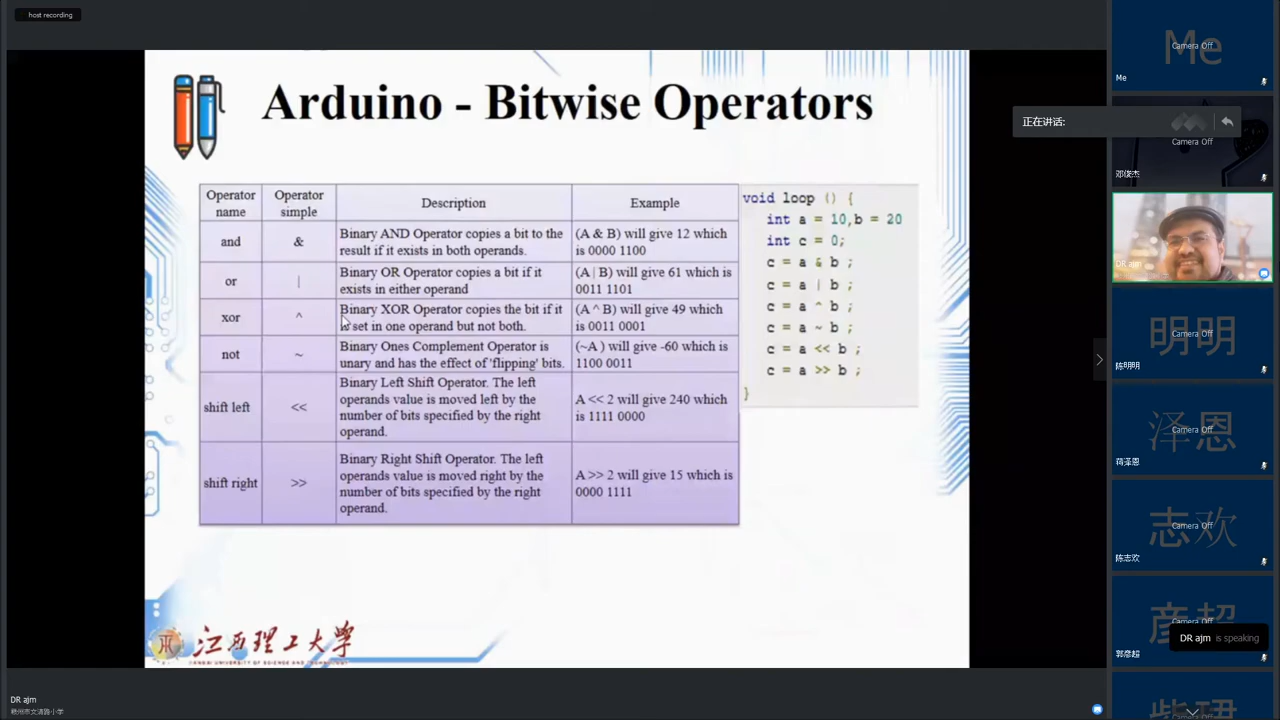 host recording
Me
Camera Off
Me
正在讲话:
Camera Off
邓俊杰
DR ajm
明明
Camera Off
陈明明
泽恩
Camera Off
蒋泽恩
志欢
Camera Off
陈志欢
彦超
Camera Off
DR ajm is speaking
郭彦超
Arduino - Bitwise Operators
Operator name
Operator simple
Description
Example
and
&
Binary AND Operator copies a bit to the
result if it exists in both operands.
(A & B) will give 12 which
is 0000 1100
or
|
Binary OR Operator copies a bit if it
exists in either operand
(A | B) will give 61 which is
0011 1101
xor
^
Binary XOR Operator copies the bit if it
is set in one operand but not both.
(A ^ B) will give 49 which
is 0011 0001
not
~
Binary Ones Complement Operator is
unary and has the effect of 'flipping' bits.
(~A ) will give -60 which is
1100 0011
shift left
<<
Binary Left Shift Operator. The left
operands value is moved left by the
number of bits specified by the right
operand.
A << 2 will give 240 which
is 1111 0000
shift right
>>
Binary Right Shift Operator. The left
operands value is moved right by the
number of bits specified by the right
operand.
A >> 2 will give 15 which is
0000 1111
void loop () {
int a = 10,b = 20
int c = 0;
c = a & b ;
c = a | b ;
c = a ^ b ;
c = a ~ b ;
c = a << b ;
c = a >> b ;
}
江西理工大学
DR ajm